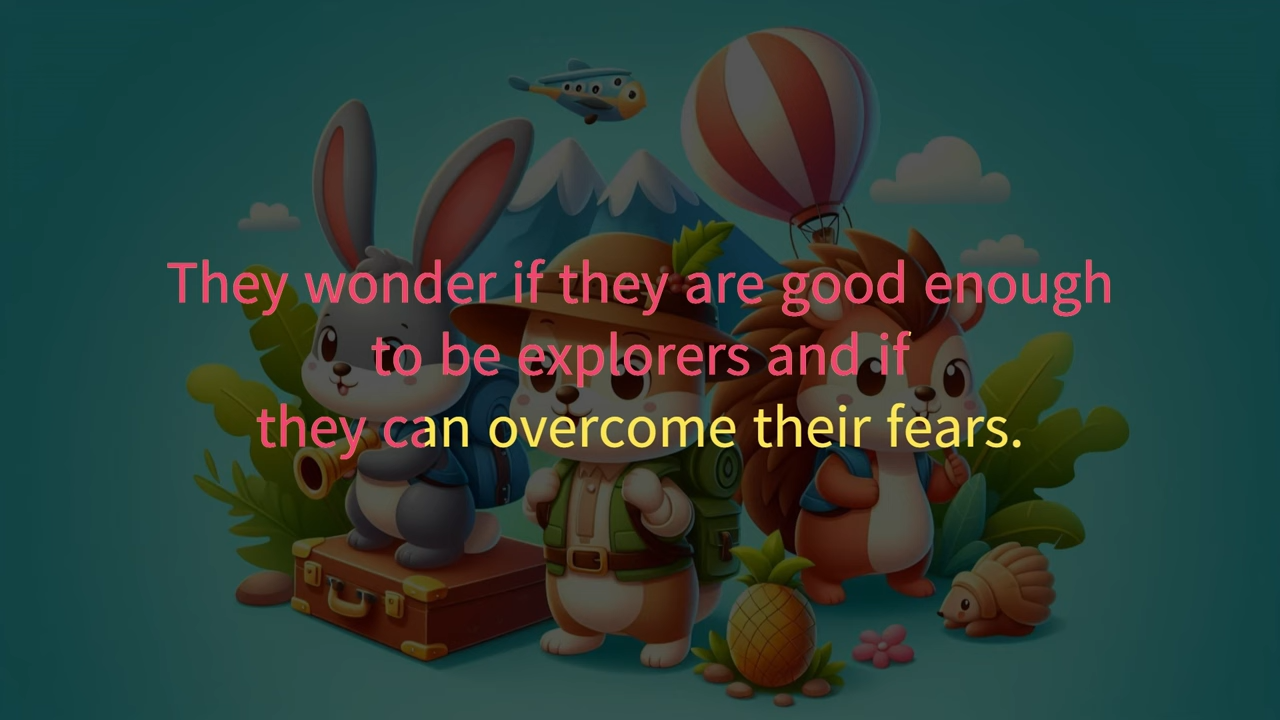 They wonder if they are good enough
to be explorers and if
they can overcome their fears.